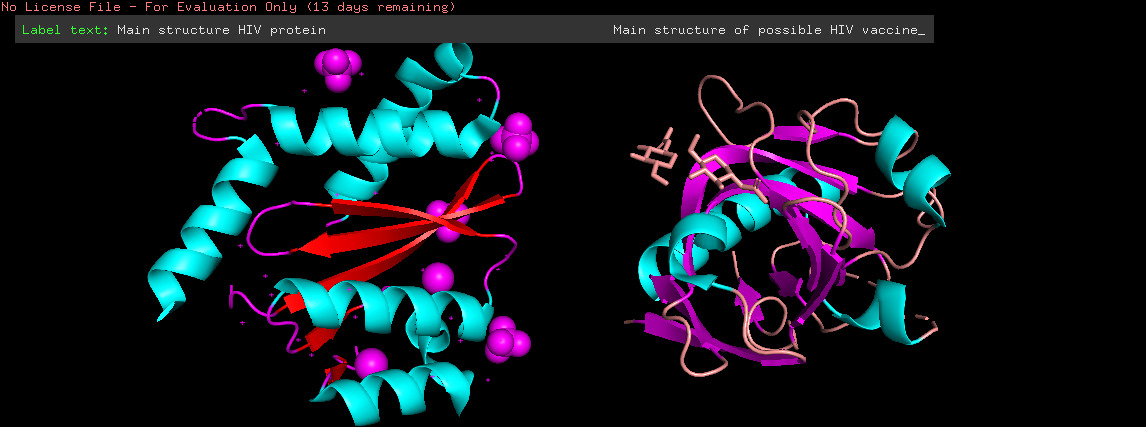 No License File - For Evaluation Only (13 days remaining)
Label text: Main structure HIV protein Main structure of possible HIV vaccine_